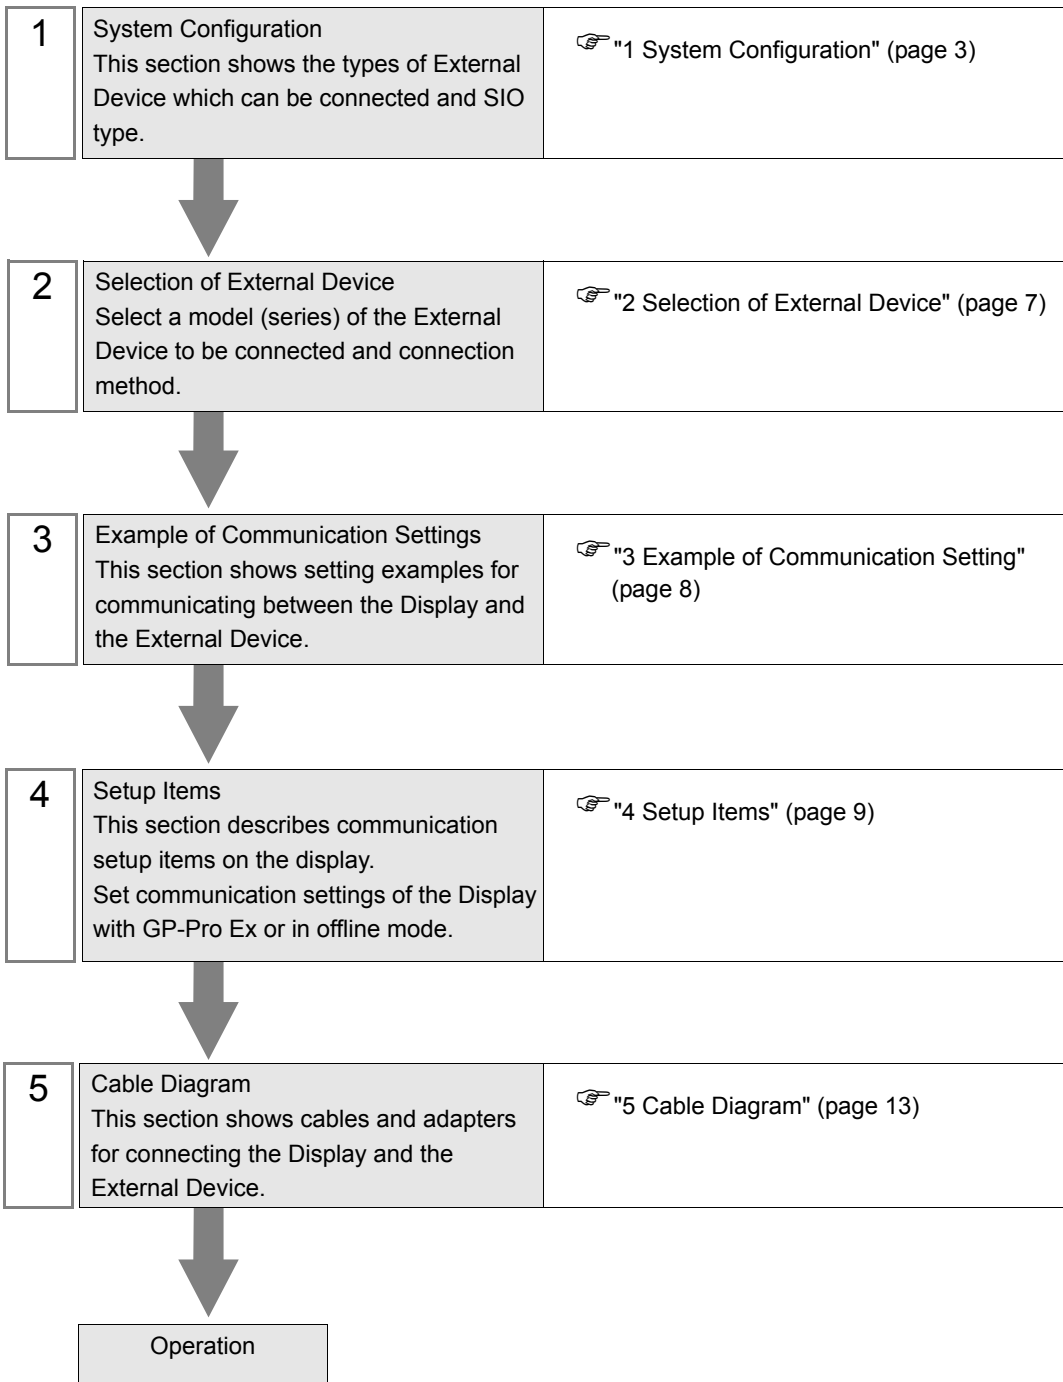 1
System Configuration
This section shows the types of External
Device which can be connected and SIO
type.
"1 System Configuration" (page 3)
2
Selection of External Device
Select a model (series) of the External
Device to be connected and connection
method.
"2 Selection of External Device" (page 7)
3
Example of Communication Settings
This section shows setting examples for
communicating between the Display and
the External Device.
"3 Example of Communication Setting"
(page 8)
4
Setup Items
This section describes communication
setup items on the display.
Set communication settings of the Display
with GP-Pro Ex or in offline mode.
"4 Setup Items" (page 9)
5
Cable Diagram
This section shows cables and adapters
for connecting the Display and the
External Device.
"5 Cable Diagram" (page 13)
Operation